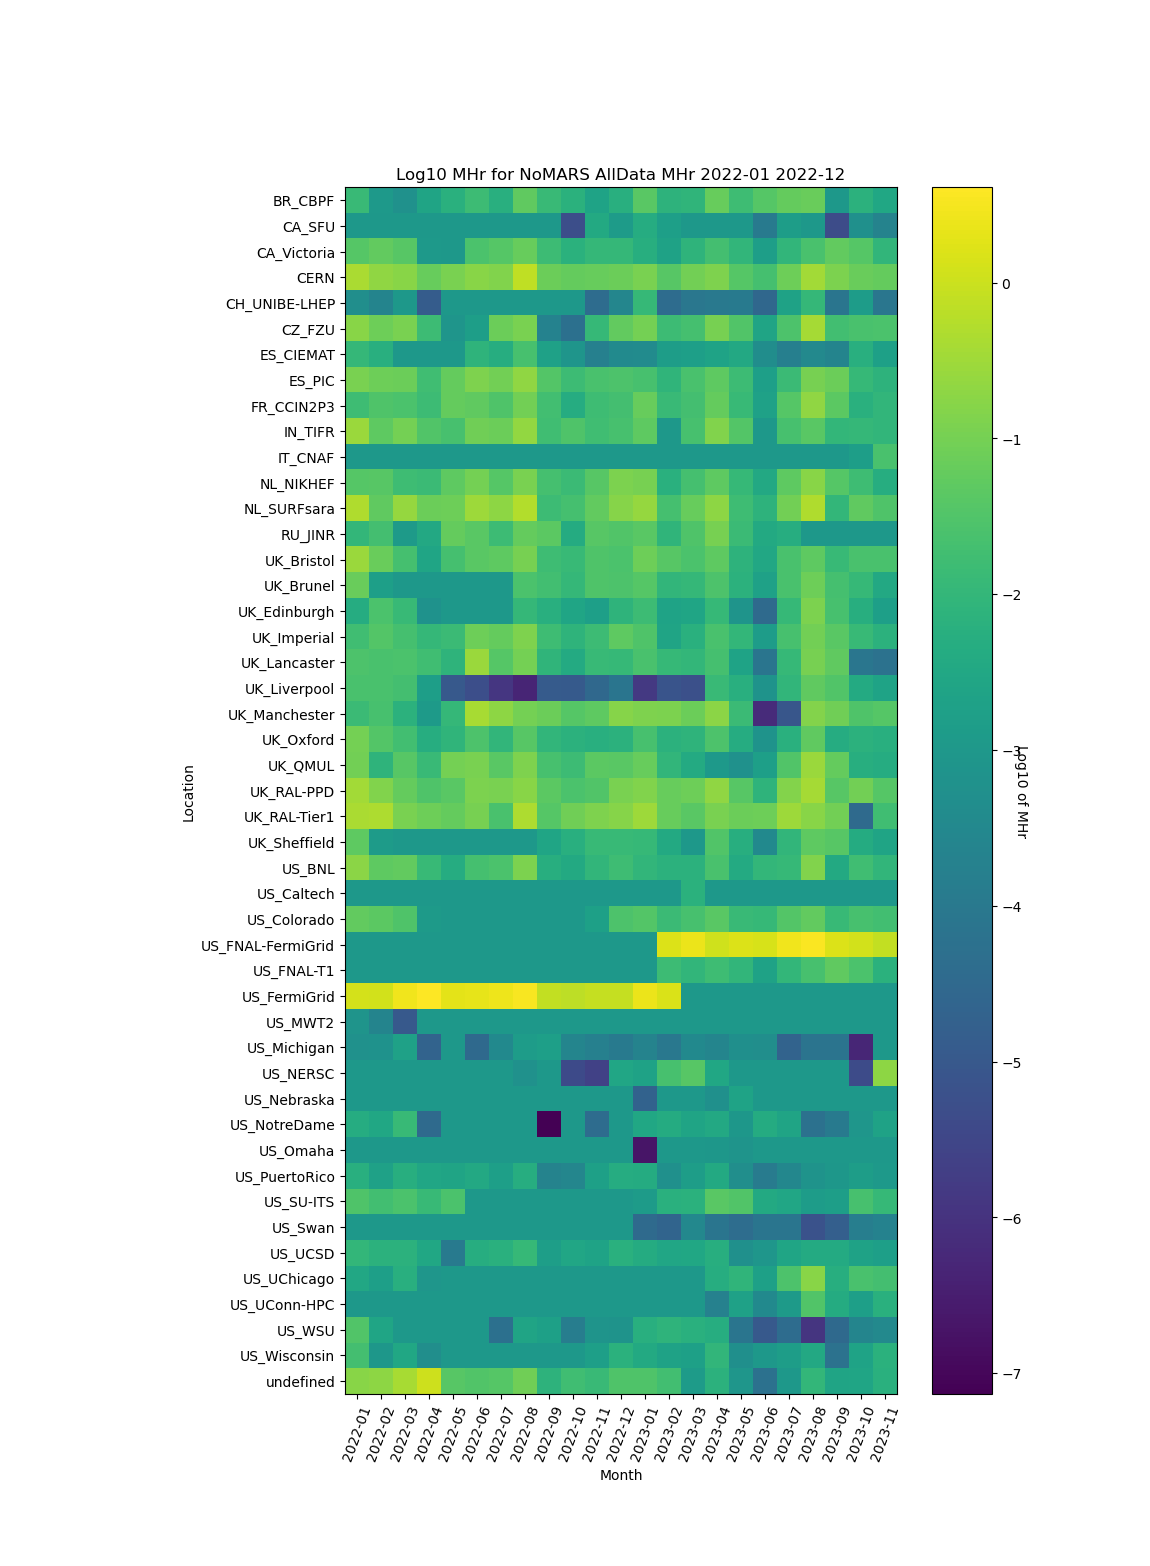 Log10 MHr for NoMARS AllData MHr 2022-01 2022-12
BR_CBPF
CA_SFU
CA_Victoria
CERN
CH_UNIBE-LHEP
CZ_FZU
ES_CIEMAT
ES_PIC
FR_CCIN2P3
IN_TIFR
IT_CNAF
NL_NIKHEF
NL_SURFsara
RU_JINR
UK_Bristol
UK_Brunel
UK_Edinburgh
UK_Imperial
UK_Lancaster
UK_Liverpool
UK_Manchester
UK_Oxford
UK_QMUL
UK_RAL-PPD
UK_RAL-Tier1
UK_Sheffield
US_BNL
US_Caltech
US_Colorado
US_FNAL-FermiGrid
US_FNAL-T1
US_FermiGrid
US_MWT2
US_Michigan
US_NERSC
US_Nebraska
US_NotreDame
US_Omaha
US_PuertoRico
US_SU-ITS
US_Swan
US_UCSD
US_UChicago
US_UConn-HPC
US_WSU
US_Wisconsin
undefined
Location
2022-01
2022-02
2022-03
2022-04
2022-05
2022-06
2022-07
2022-08
2022-09
2022-10
2022-11
2022-12
2023-01
2023-02
2023-03
2023-04
2023-05
2023-06
2023-07
2023-08
2023-09
2023-10
2023-11
Month
0
−1
−2
−3
−4
−5
−6
−7
Log10 of MHr